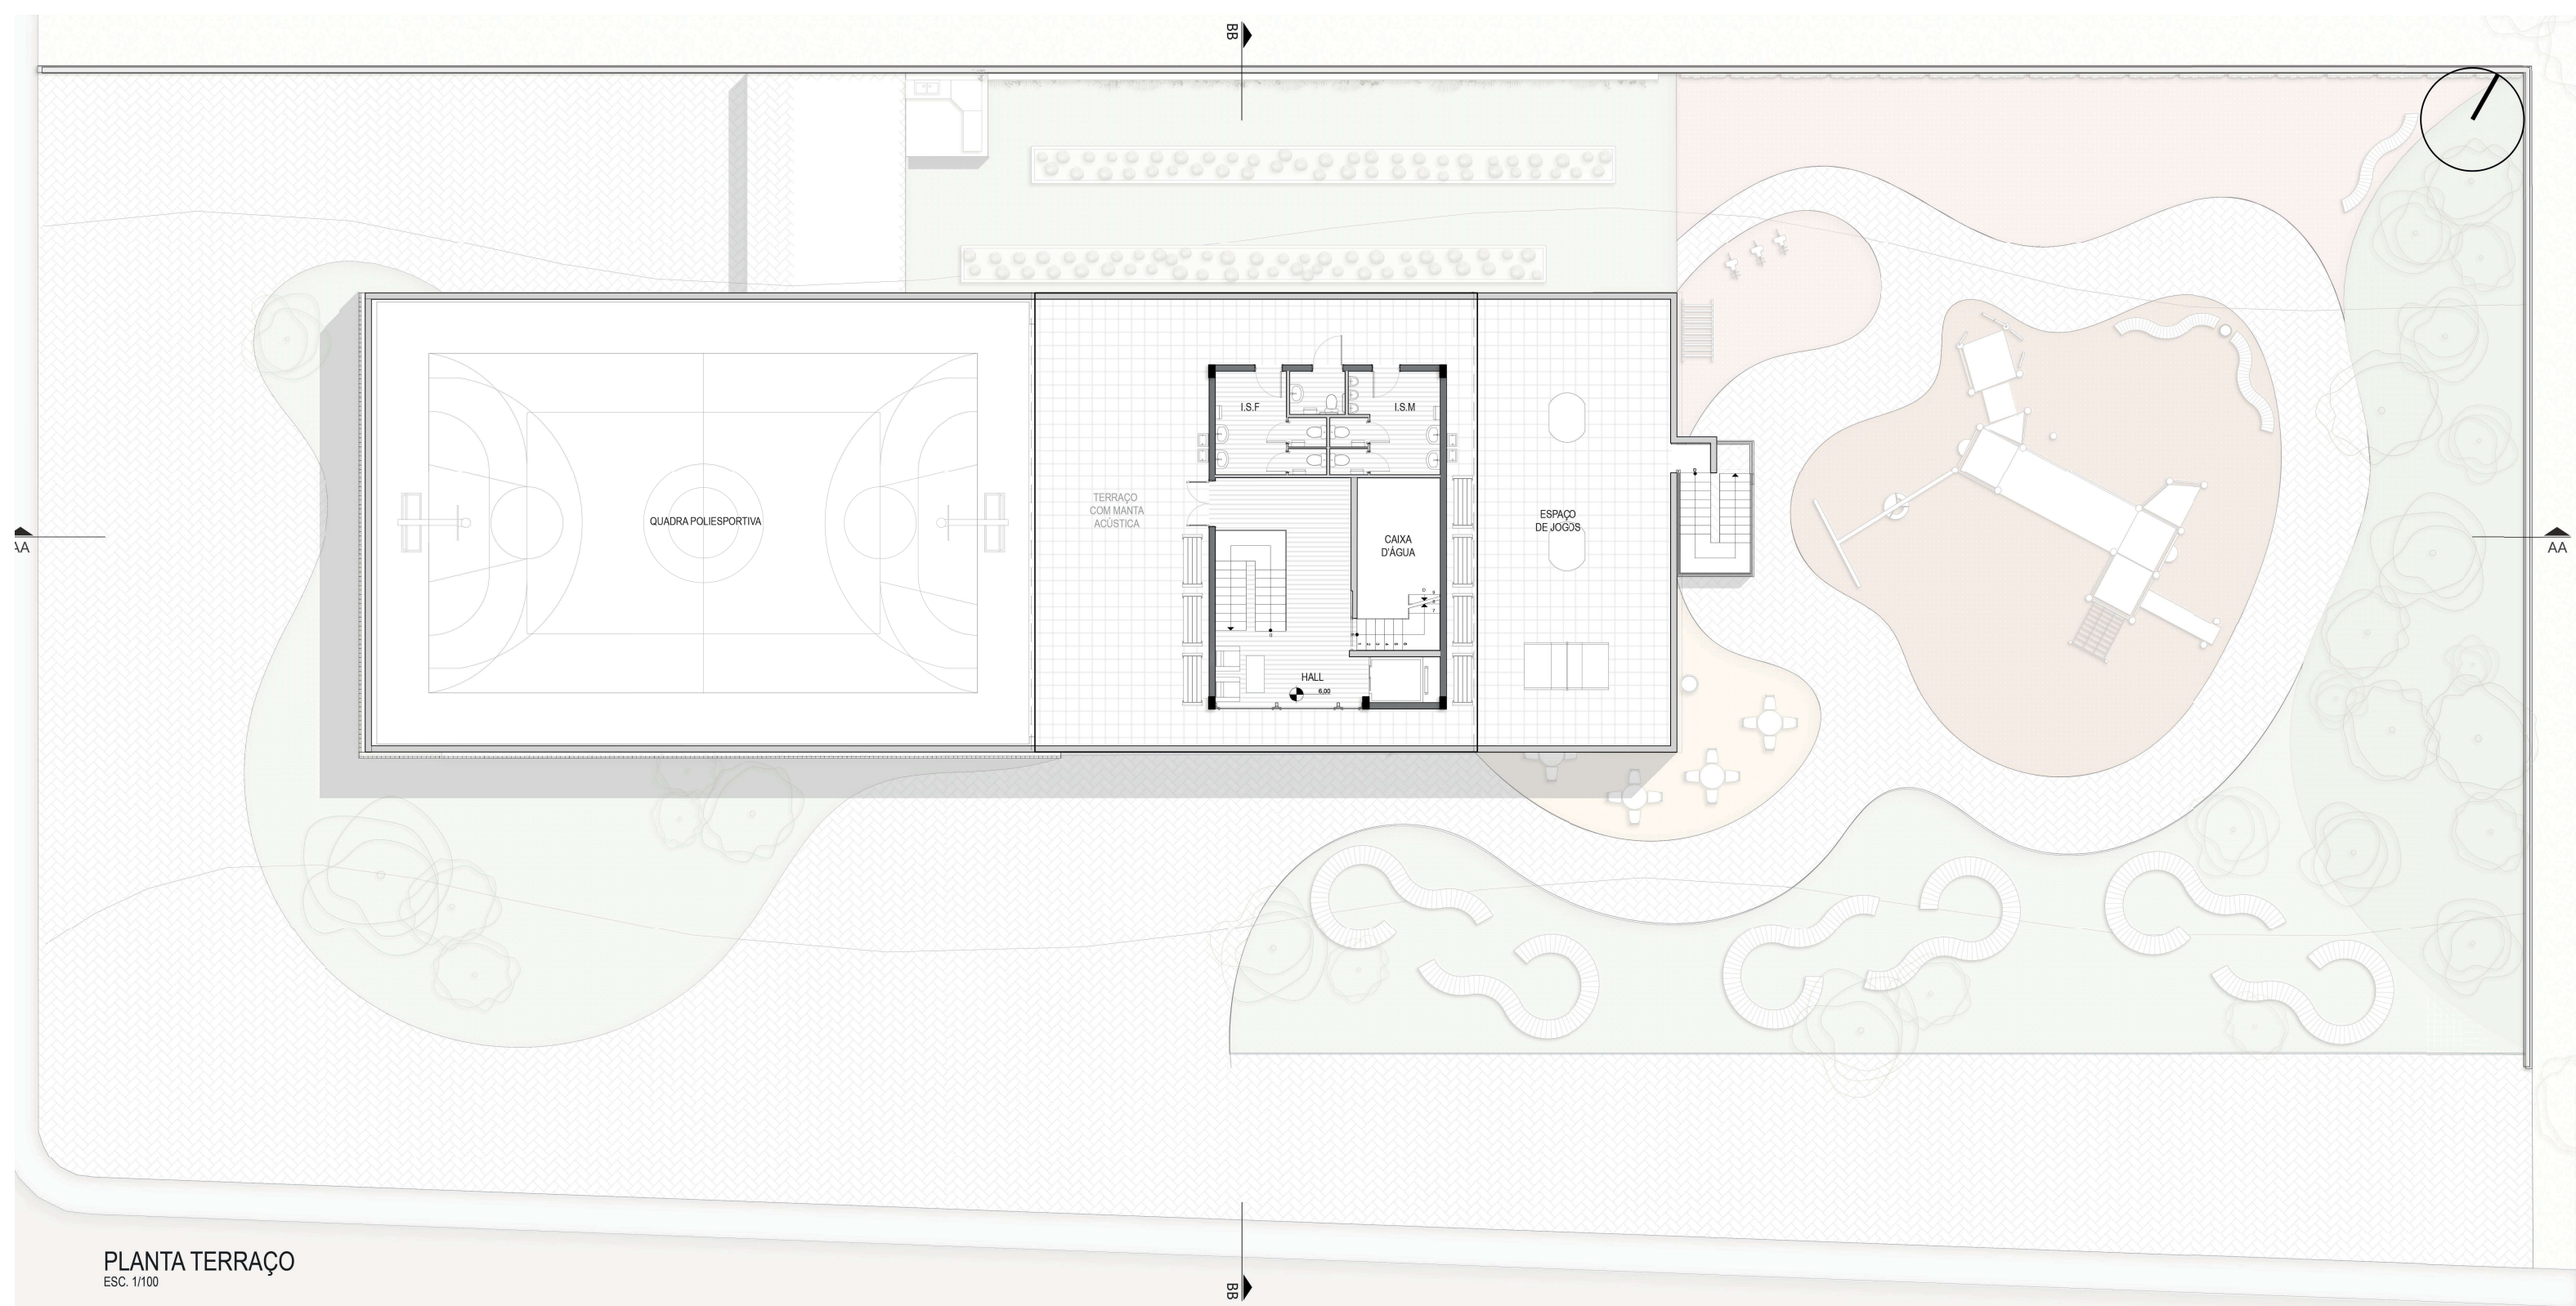 BB
I.S.F
I.S.M
TERRAÇO
COM MANTA
ACÚSTICA
QUADRA POLIESPORTIVA
ESPAÇO
DE JOGOS
CAIXA
D'ÁGUA
AA
AA
HALL
6,00
PLANTA TERRAÇO
ESC. 1/100
BB